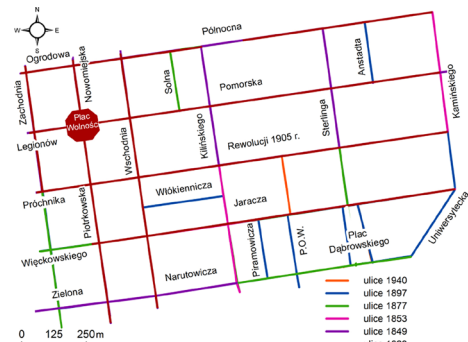 N
W
E
S
Ogrodowa
Północna
Zachodnia
Nowomiejska
Solna
Anstadta
Kamińskiego
Pomorska
Plac
Wolności
Legionów
Wschodnia
Kilińskiego
Sterlinga
Rewolucji 1905 r.
Włókiennicza
Jaracza
Próchnika
Piotrkowska
Więckowskiego
Piramowicza
P.O.W.
Plac
Dąbrowskiego
Uniwersytecka
Narutowicza
Zielona
ulice 1940
ulice 1897
ulice 1877
ulice 1853
ulice 1849
0 125 250m